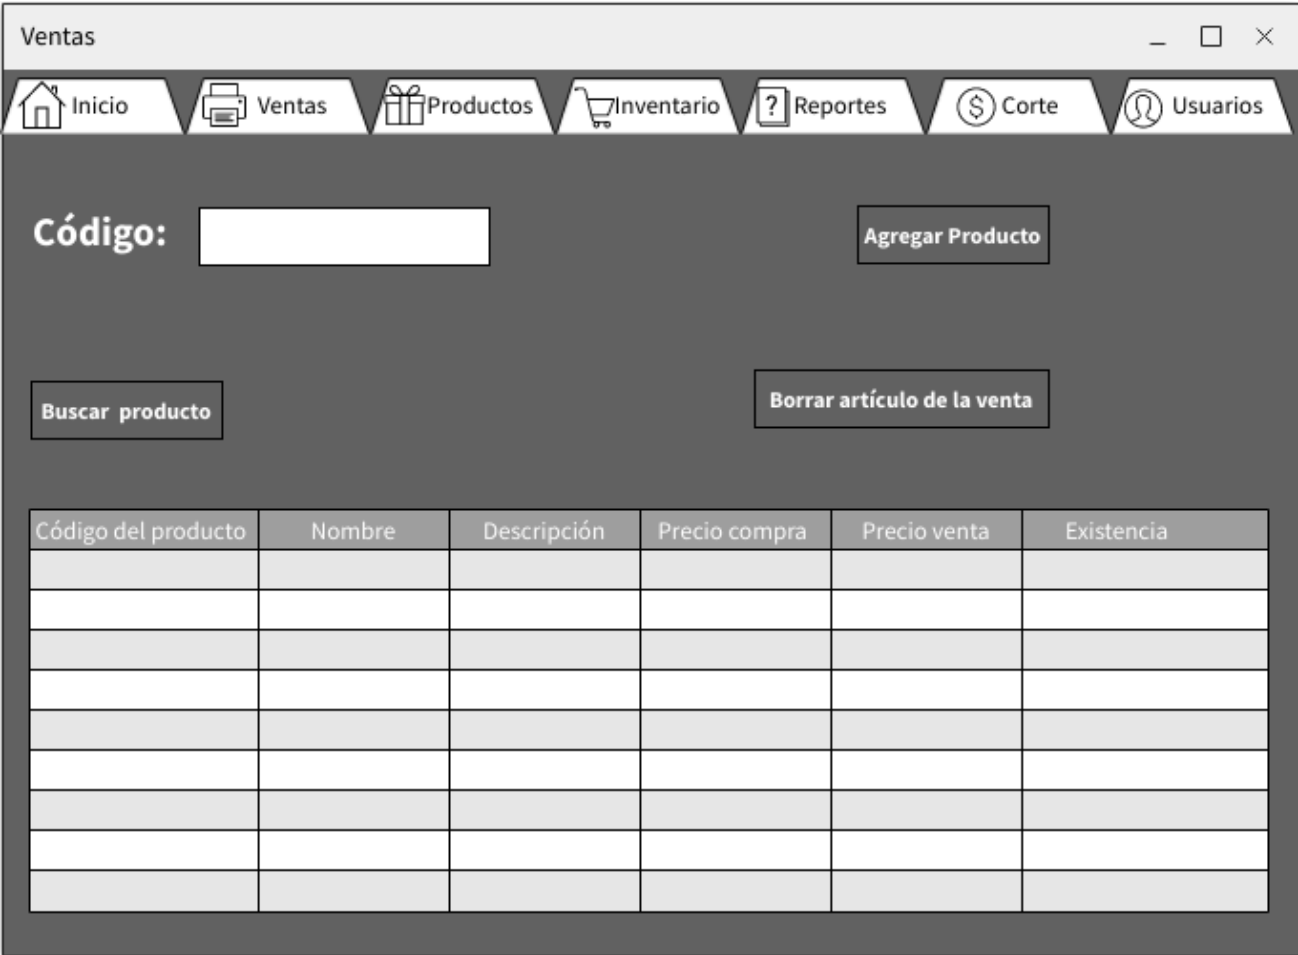 Ventas
Inicio Ventas Productos Inventario ? Reportes $ Corte Usuarios
Código: Agregar Producto
Borrar artículo de la venta
Buscar producto
Código del producto Nombre Descripción Precio compra Precio venta Existencia